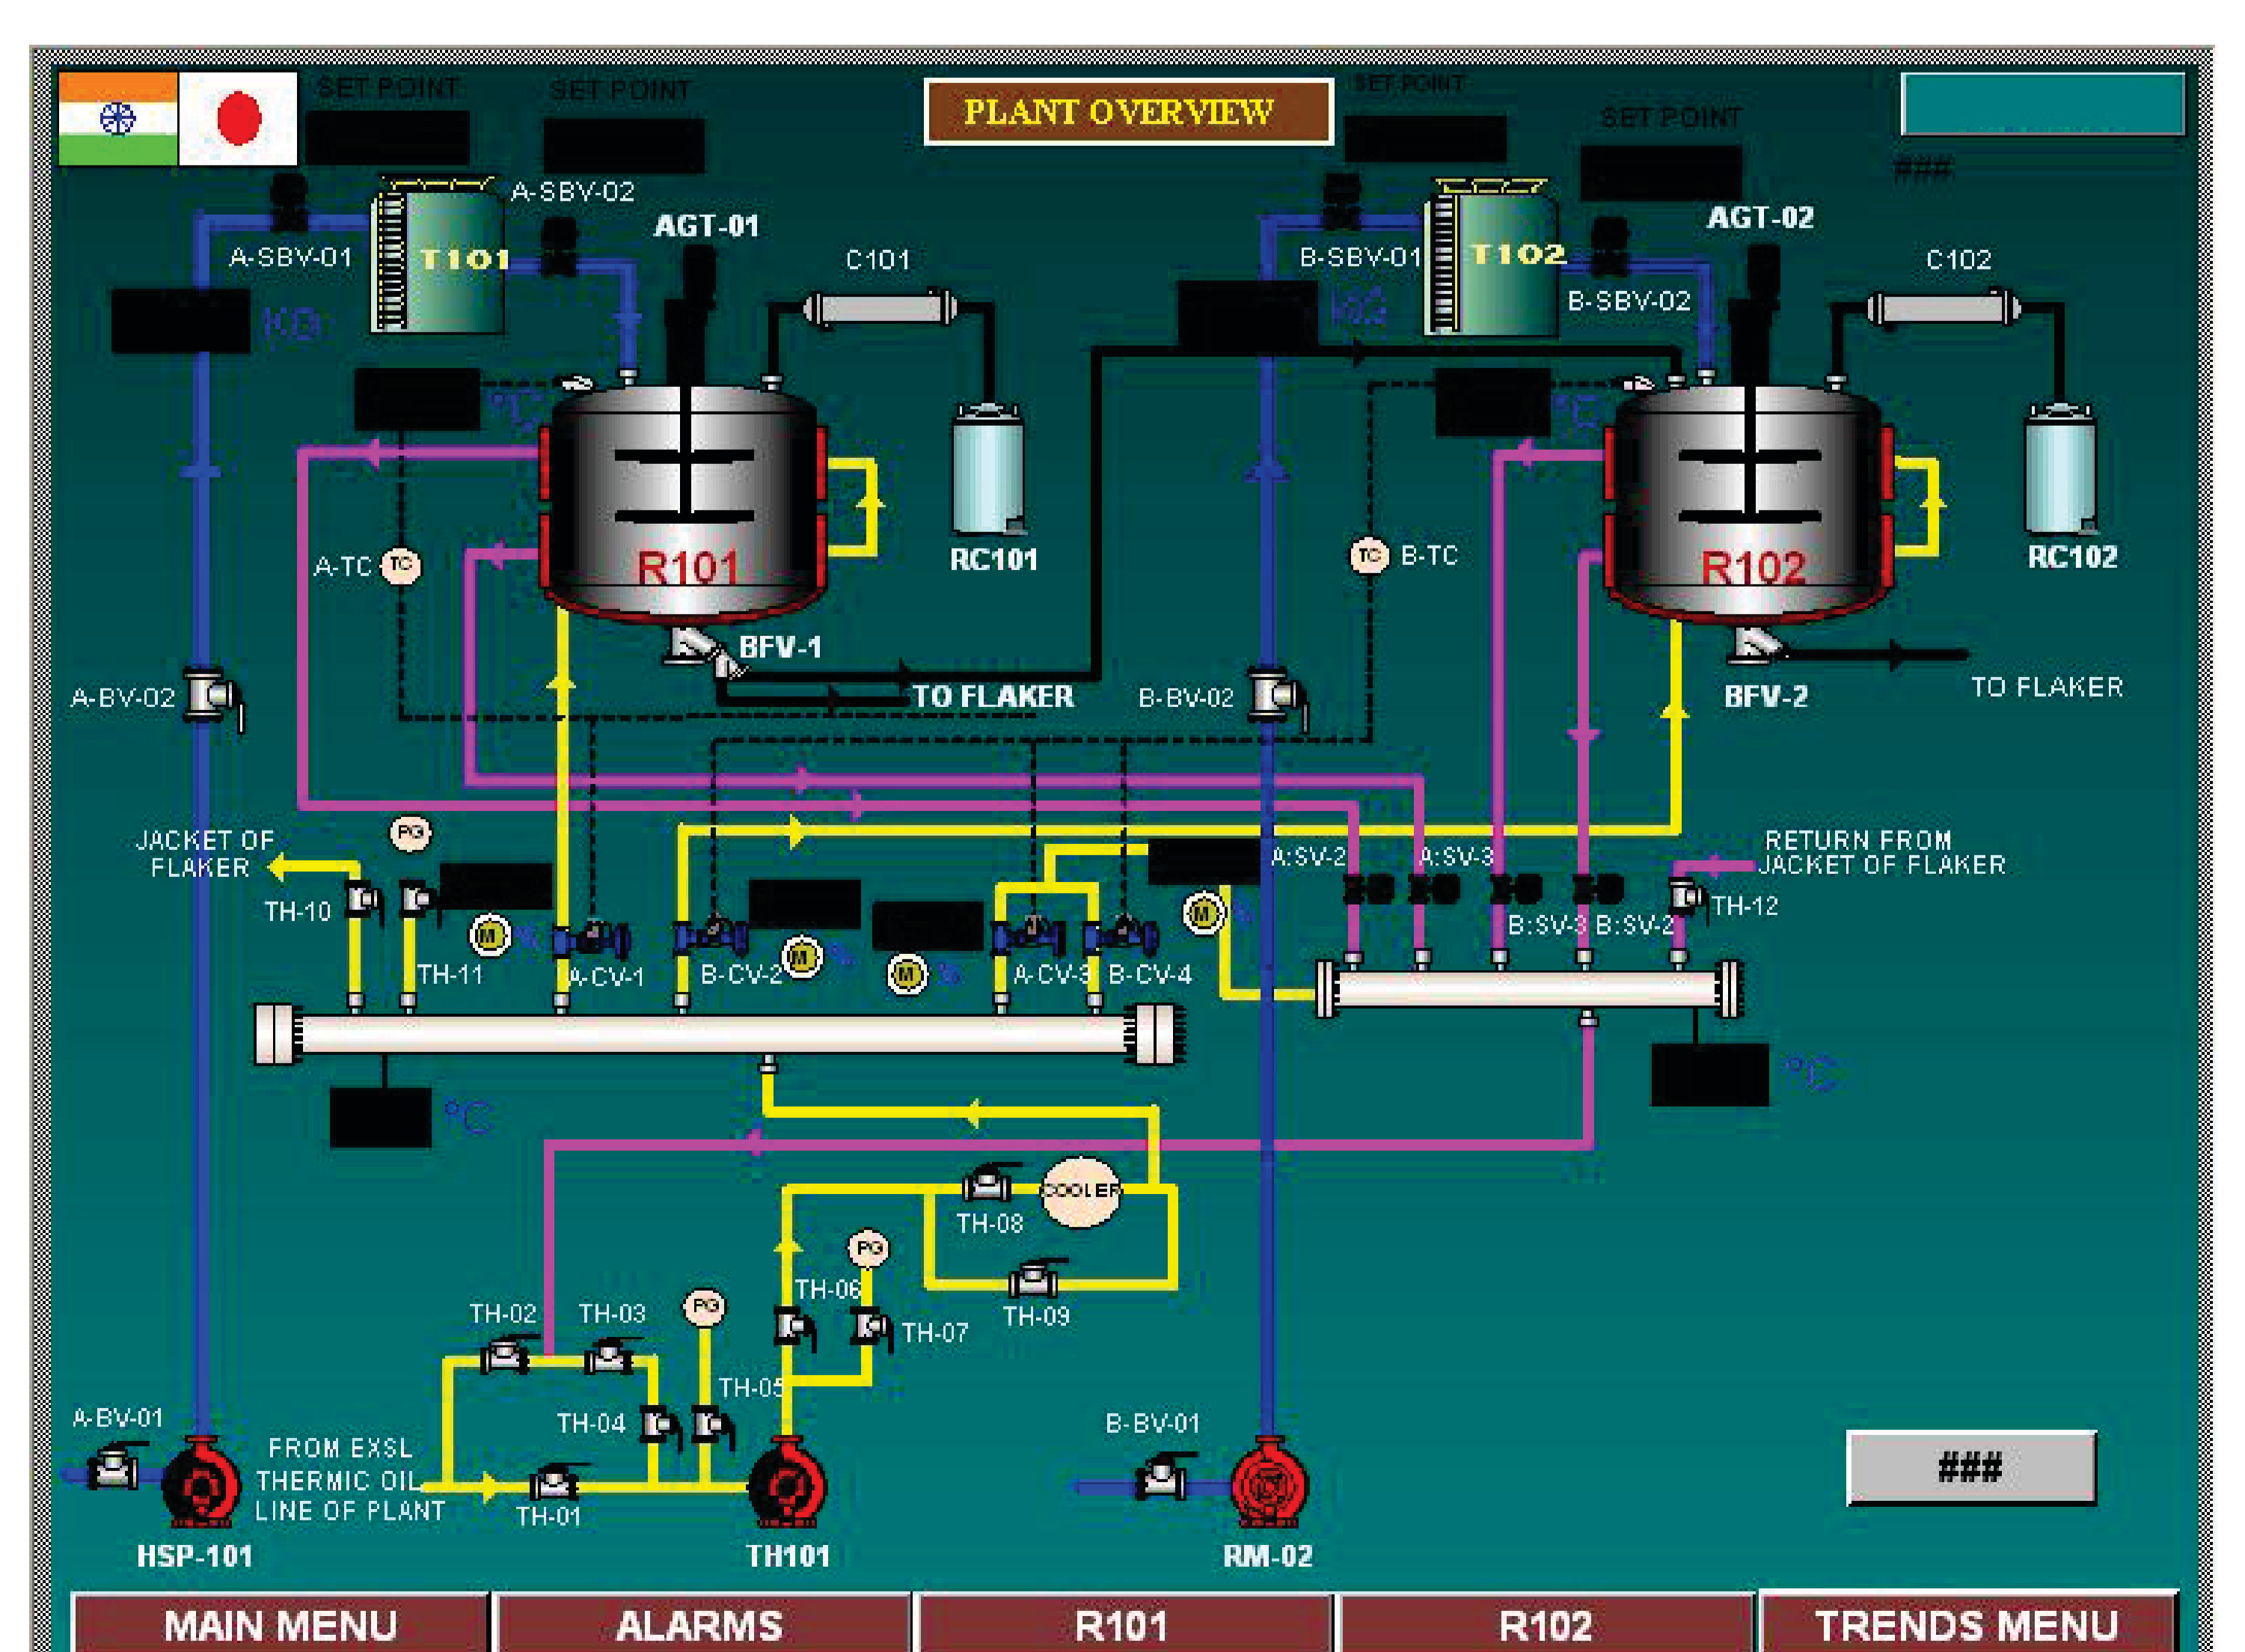 SET POINT
SET POINT
PLANT OVERVIEW
SET POINT
SET POINT
###
A-SBV-02
AGT-01
AGT-02
A-SBV-01
T101
C101
B-SBV-01
T102
C102
B-SBV-02
KG
KG
°C
°C
R101
RC101
A-TC
TC
TC
B-TC
R102
RC102
BFV-1
TO FLAKER
A-BV-02
B-BV-02
BFV-2
TO FLAKER
JACKET OF
FLAKER
PG
A:SV-2
A:SV-3
RETURN FROM
JACKET OF FLAKER
TH-10
TH-12
B:SV-3
B:SV-2
M
%
M
%
M
%
M
%
TH-11
A-CV-1
B-CV-2
A-CV-3
B-CV-4
°C
°C
COOLER
TH-08
PG
TH-06
TH-09
TH-07
PG
TH-02
TH-03
TH-05
TH-04
A-BV-01
B-BV-01
FROM EXSL
THERMIC OIL
LINE OF PLANT
TH-01
###
HSP-101
TH101
RM-02
MAIN MENU
ALARMS
R101
R102
TRENDS MENU